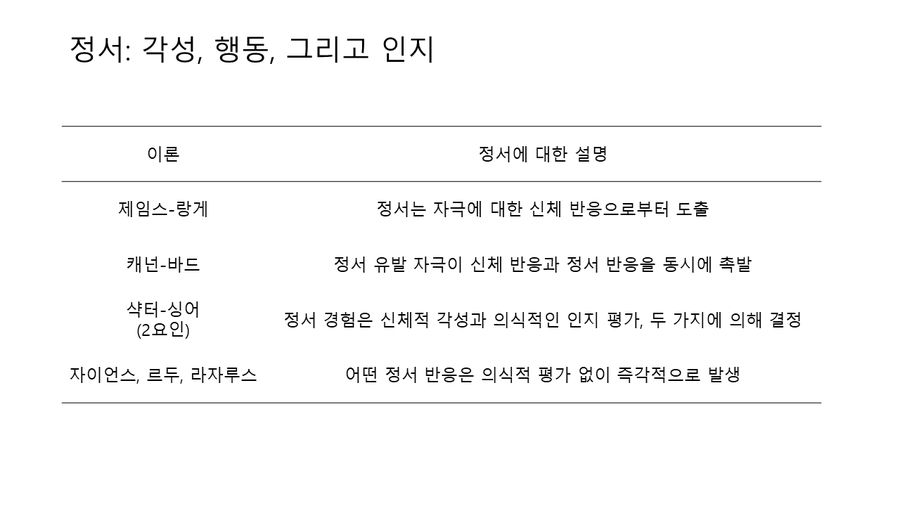 정서: 각성, 행동, 그리고 인지
이론 정서에 대한 설명
제임스-랑게 정서는 자극에 대한 신체 반응으로부터 도출
캐넌-바드 정서 유발 자극이 신체 반응과 정서 반응을 동시에 촉발
샥터-싱어
(2요인) 정서 경험은 신체적 각성과 의식적인 인지 평가, 두 가지에 의해 결정
자이언스, 르두, 라자루스 어떤 정서 반응은 의식적 평가 없이 즉각적으로 발생